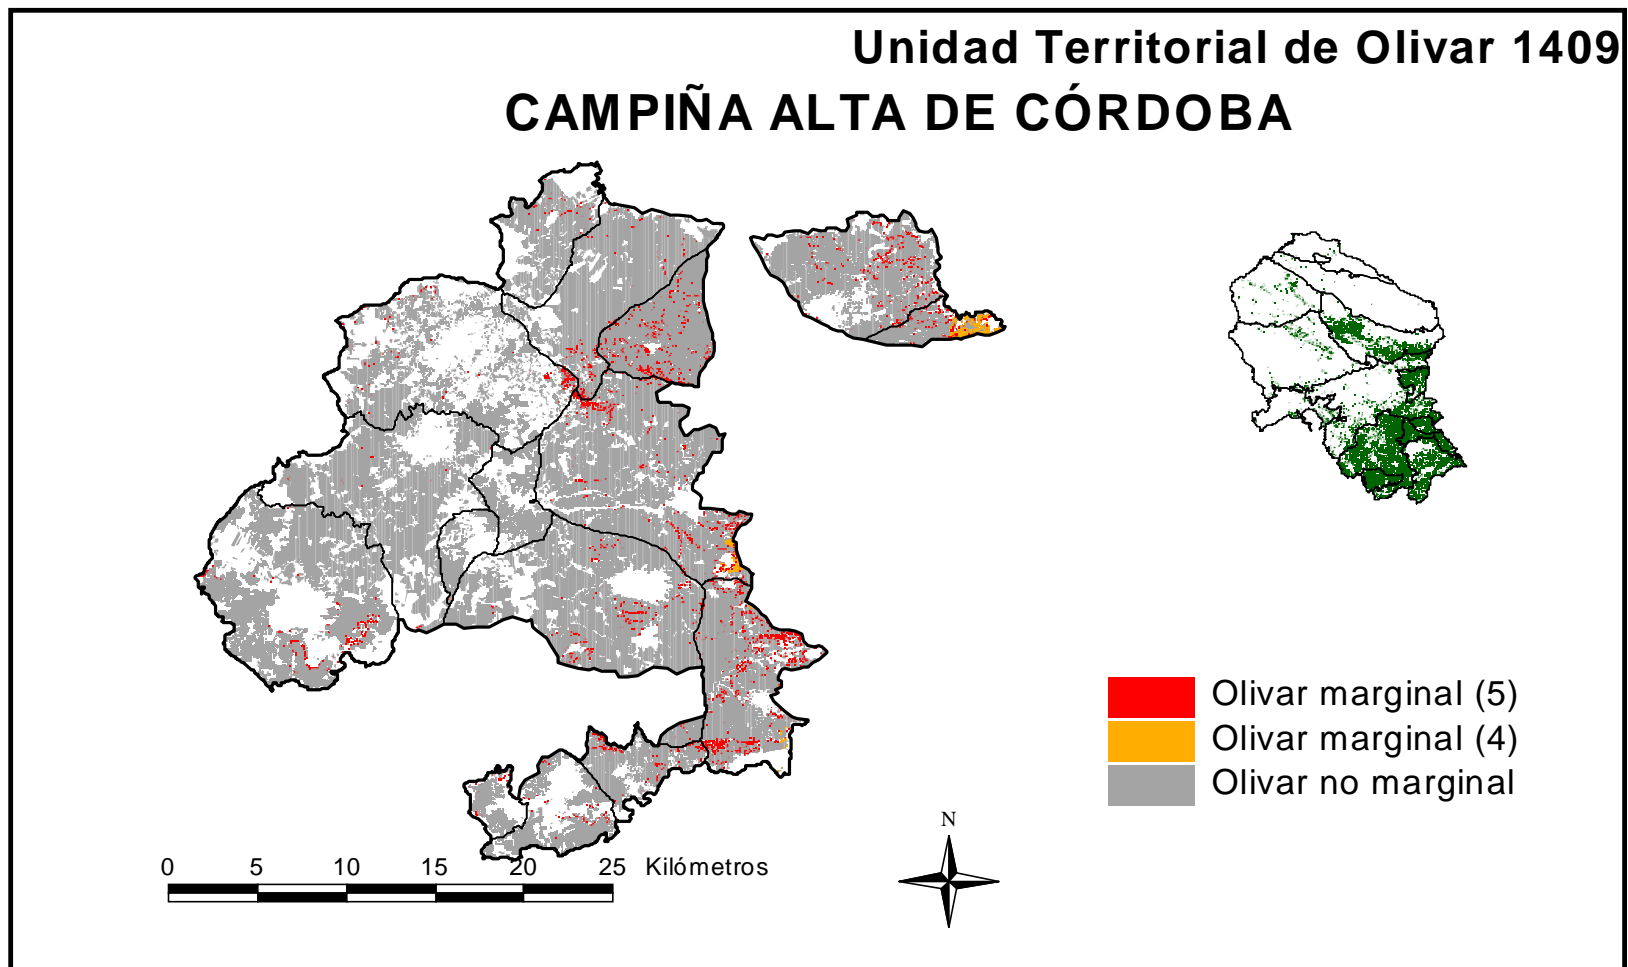 Unidad Territorial de Olivar 1409
CAMPIÑA ALTA DE CÓRDOBA
Olivar marginal (5)
Olivar marginal (4)
Olivar no marginal
N
0 5 10 15 20 25 Kilómetros